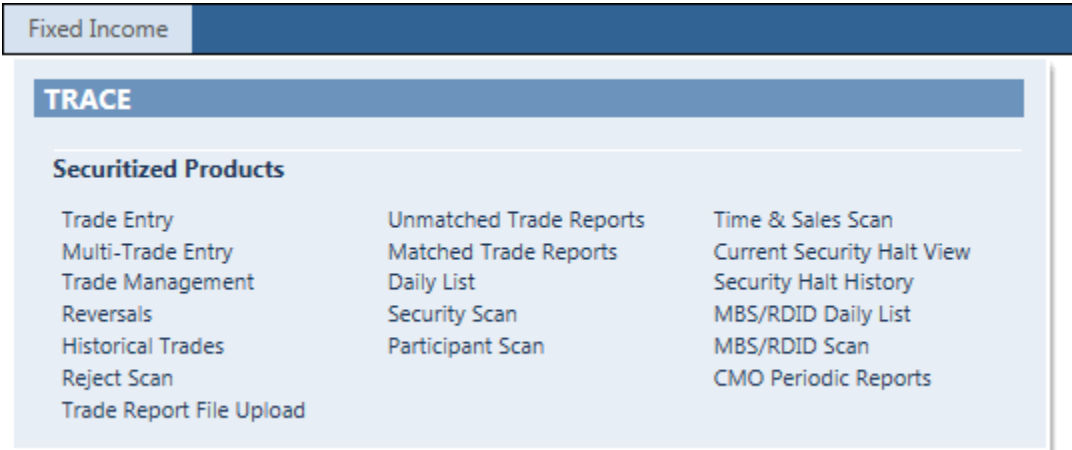 Fixed Income
TRACE
Securitized Products
Trade Entry
Multi-Trade Entry
Trade Management
Reversals
Historical Trades
Reject Scan
Trade Report File Upload
Unmatched Trade Reports
Matched Trade Reports
Daily List
Security Scan
Participant Scan
Time & Sales Scan
Current Security Halt View
Security Halt History
MBS/RDID Daily List
MBS/RDID Scan
CMO Periodic Reports